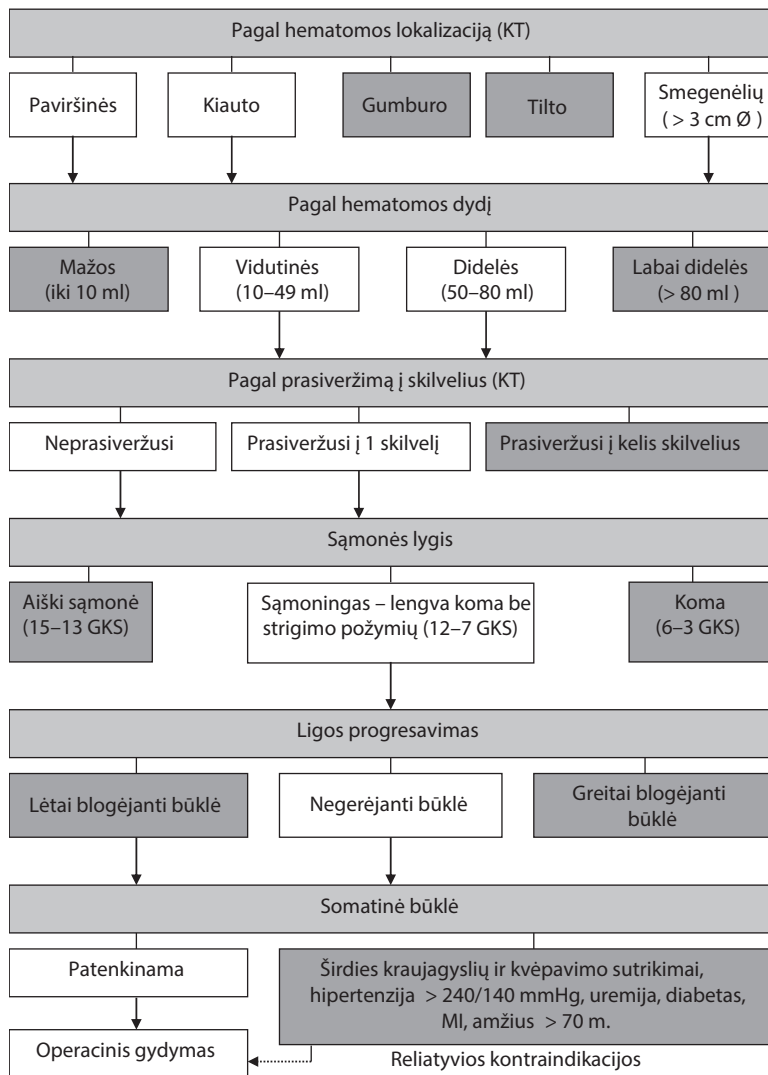 Pagal hematomos lokalizaciją (KT)
Paviršinės
Kiauto
Gumburo
Tilto
Smegenėlių
( > 3 cm Ø )
Pagal hematomos dydį
Mažos
(iki 10 ml)
Vidutinės
(10–49 ml)
Didelės
(50–80 ml)
Labai didelės
(> 80 ml )
Pagal prasiveržimą į skilvelius (KT)
Neprasiveržusi
Prasiveržusi į 1 skilvelį
Prasiveržusi į kelis skilvelius
Sąmonės lygis
Aiški sąmonė
(15–13 GKS)
Sąmoningas – lengva koma be
strigimo požymių (12–7 GKS)
Koma
(6–3 GKS)
Ligos progresavimas
Lėtai blogėjanti būklė
Negerėjanti būklė
Greitai blogėjanti
būklė
Somatinė būklė
Patenkinama
Širdies kraujagyslių ir kvėpavimo sutrikimai,
hipertenzija > 240/140 mmHg, uremija, diabetas,
MI, amžius > 70 m.
Operacinis gydymas
Reliatyvios kontraindikacijos